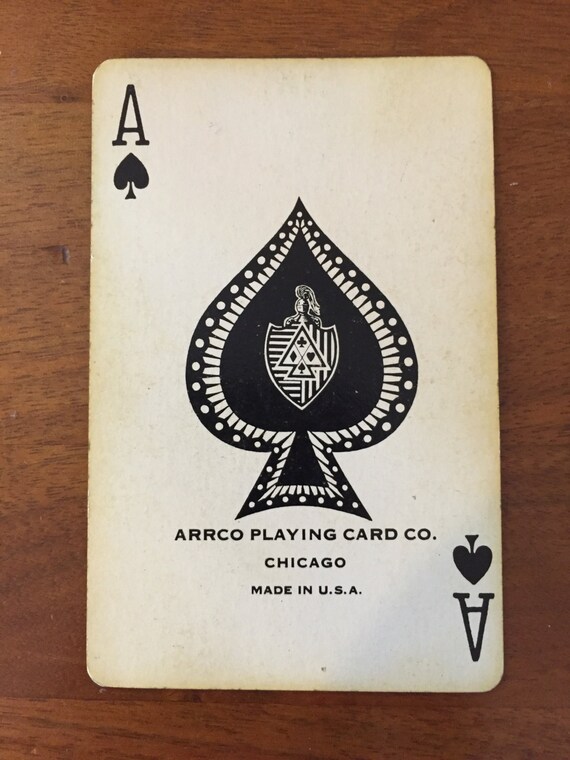 A
ARRCO PLAYING CARD CO.
CHICAGO
MADE IN U.S.A.
A